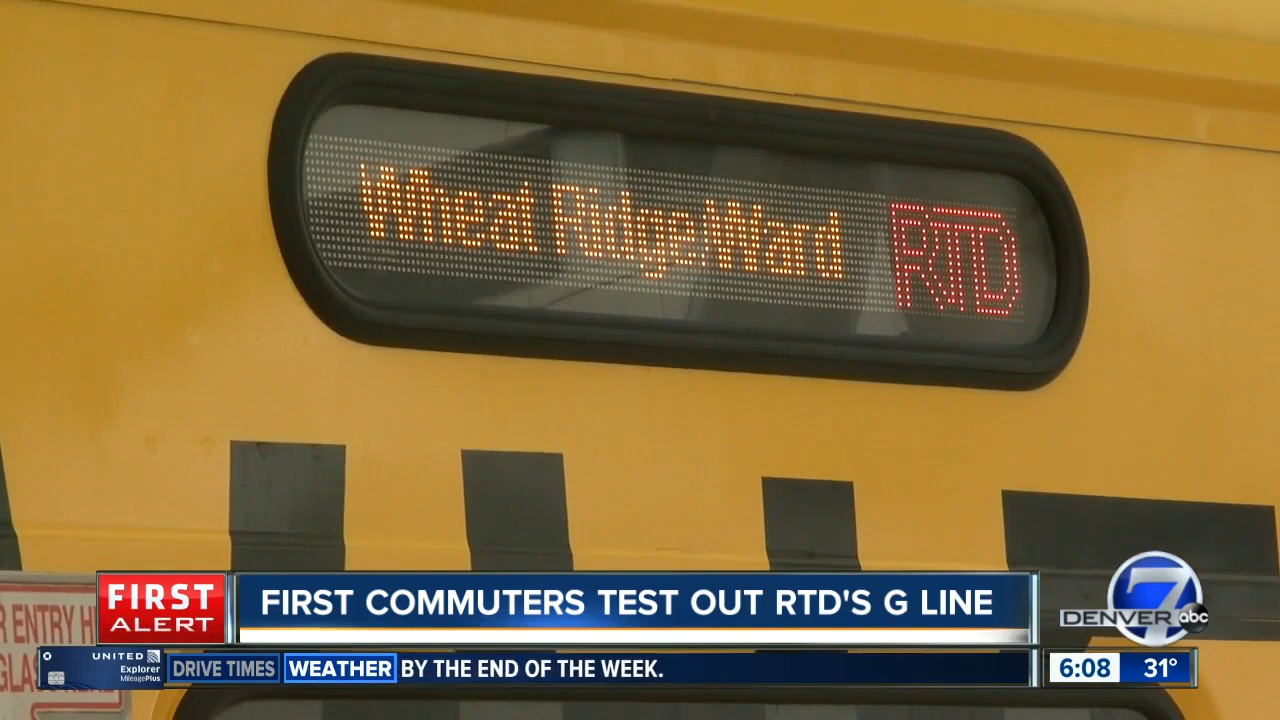 Wheat Ridge Ward RTD
FIRST ALERT
FIRST COMMUTERS TEST OUT RTD'S G LINE
DENVER 7 abc
ENTRY
UNITED
Explorer
MileagePlus
DRIVE TIMES WEATHER BY THE END OF THE WEEK.
6:08 31°